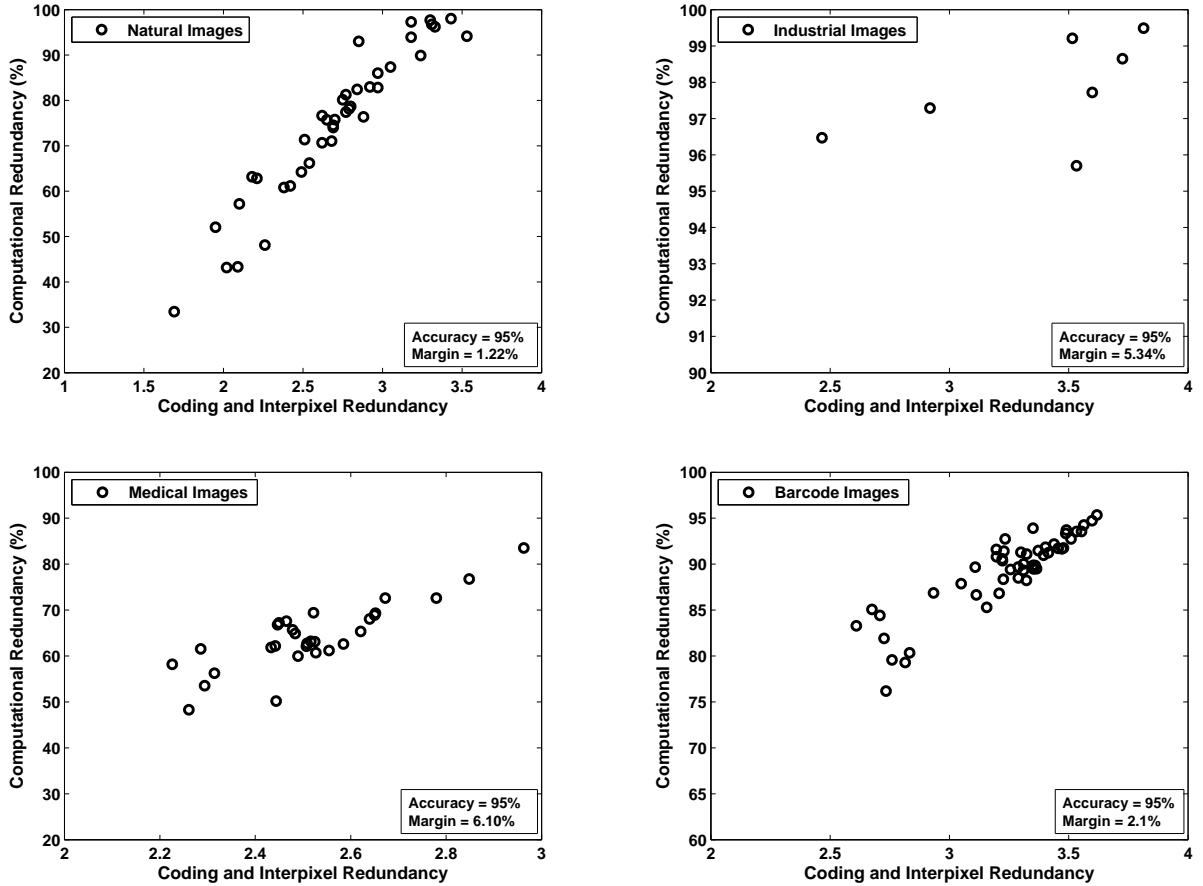 Natural Images
Computational Redundancy (%)
100
90
80
70
60
50
40
30
20
Accuracy = 95%
Margin = 1.22%
1 1.5 2 2.5 3 3.5 4
Coding and Interpixel Redundancy
Industrial Images
Computational Redundancy (%)
100
99
98
97
96
95
94
93
92
91
90
Accuracy = 95%
Margin = 5.34%
2 2.5 3 3.5 4
Coding and Interpixel Redundancy
Medical Images
Computational Redundancy (%)
100
90
80
70
60
50
40
30
20
Accuracy = 95%
Margin = 6.10%
2 2.2 2.4 2.6 2.8 3
Coding and Interpixel Redundancy
Barcode Images
Computational Redundancy (%)
100
95
90
85
80
75
70
65
60
Accuracy = 95%
Margin = 2.1%
2 2.5 3 3.5 4
Coding and Interpixel Redundancy